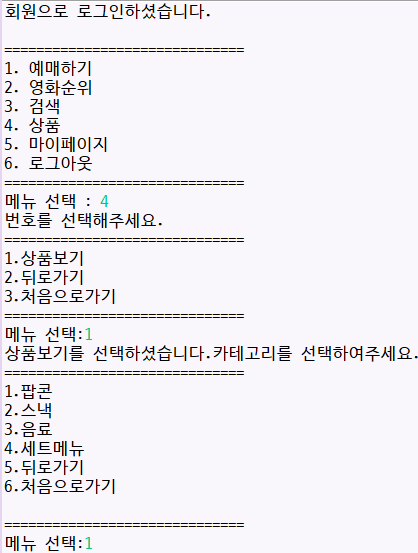 회원으로 로그인하셨습니다.
==============================
1. 예매하기
2. 영화순위
3. 검색
4. 상품
5. 마이페이지
6. 로그아웃
==============================
메뉴 선택 : 4
번호를 선택해주세요.
==============================
1.상품보기
2.뒤로가기
3.처음으로가기
==============================
메뉴 선택:1
상품보기를 선택하셨습니다.카테고리를 선택하여주세요.
==============================
1.팝콘
2.스낵
3.음료
4.세트메뉴
5.뒤로가기
6.처음으로가기
==============================
메뉴 선택:1